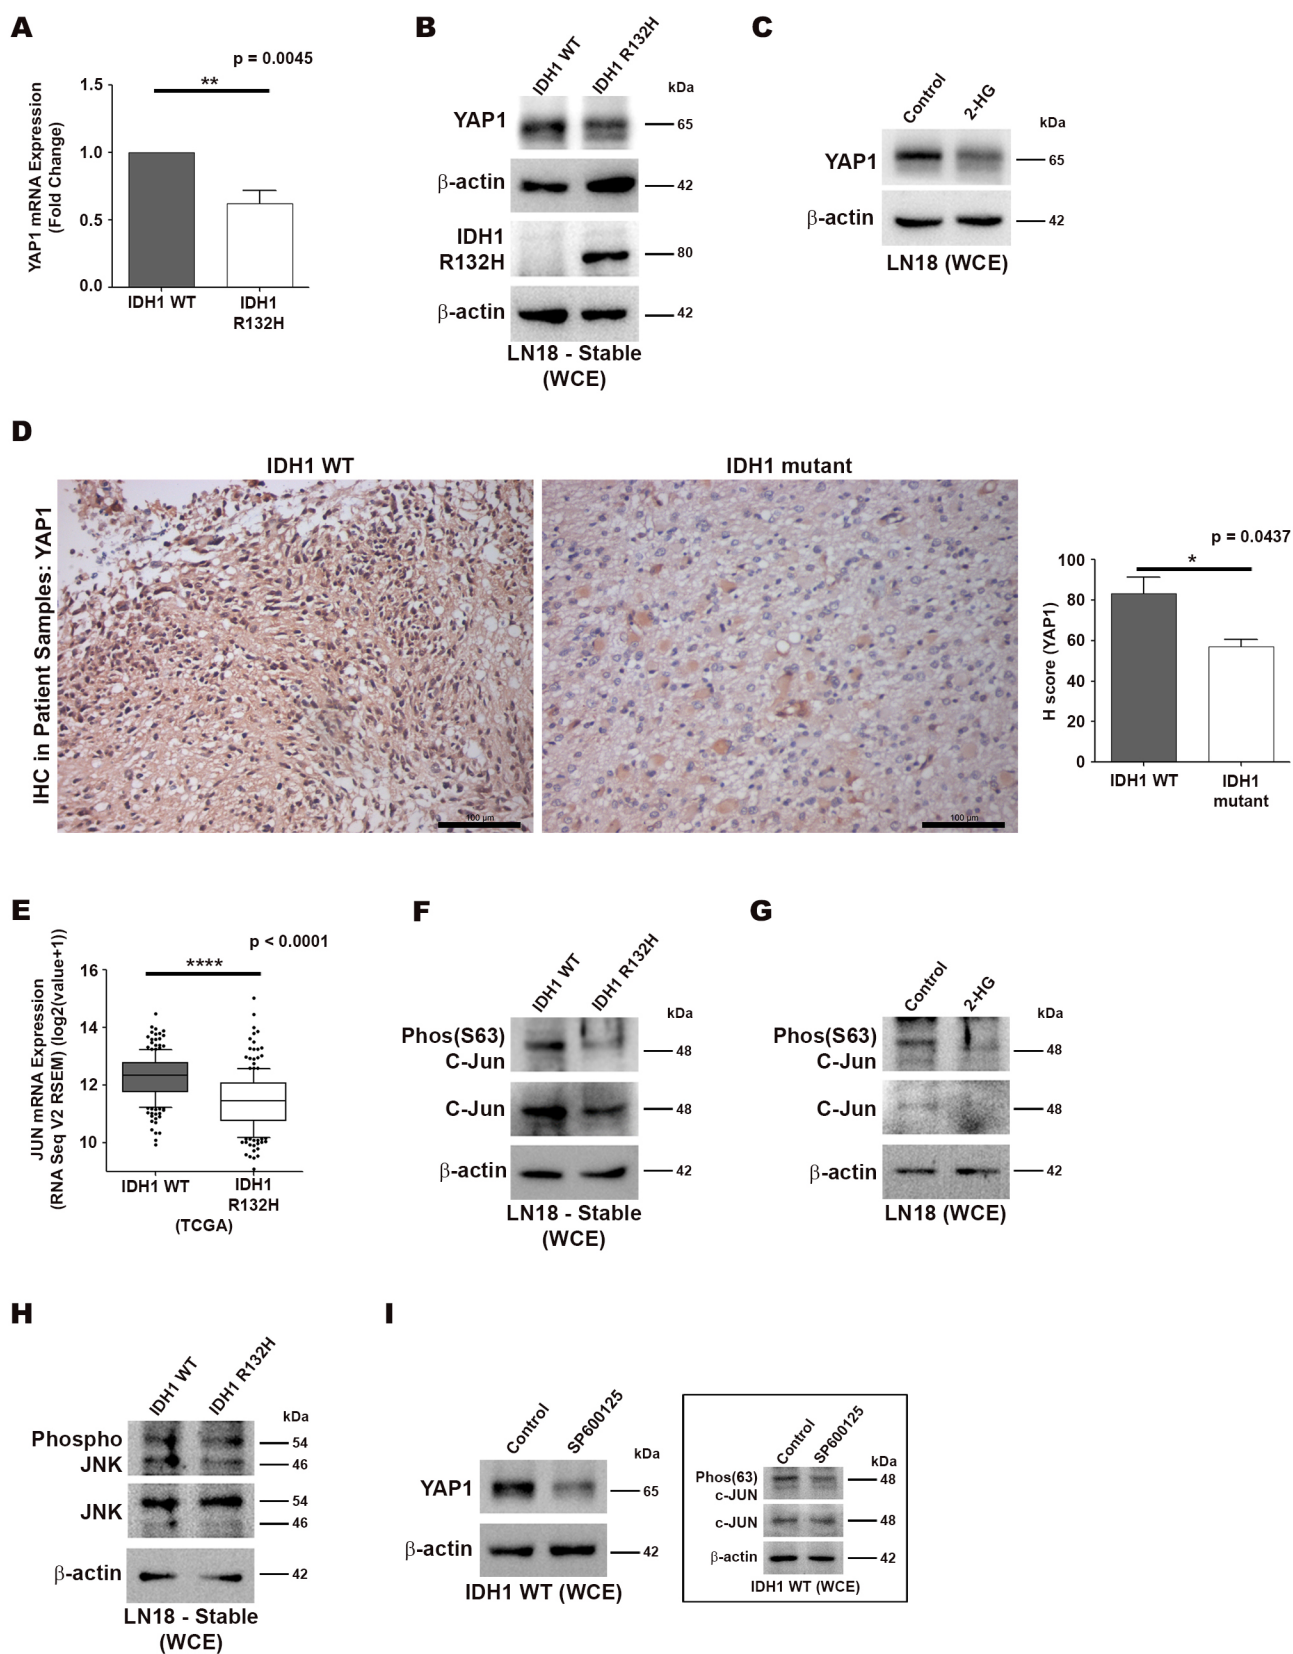 A
p = 0.0045
**
YAP1 mRNA Expression
(Fold Change)
1.5
1.0
0.5
0.0
IDH1 WT
IDH1
R132H
B
IDH1 WT
IDH1 R132H
kDa
YAP1
65
β-actin
42
IDH1
R132H
80
β-actin
42
LN18 - Stable
(WCE)
C
Control
2-HG
kDa
YAP1
65
β-actin
42
LN18 (WCE)
D
IDH1 WT
IDH1 mutant
IHC in Patient Samples: YAP1
100 µm
100 µm
p = 0.0437
*
H score (YAP1)
100
80
60
40
20
0
IDH1 WT
IDH1
mutant
E
p < 0.0001
****
JUN mRNA Expression
(RNA Seq V2 RSEM) (log2(value+1))
16
14
12
10
IDH1 WT
IDH1
R132H
(TCGA)
F
IDH1 WT
IDH1 R132H
kDa
Phos(S63)
C-Jun
48
C-Jun
48
β-actin
42
LN18 - Stable
(WCE)
G
Control
2-HG
kDa
Phos(S63)
C-Jun
48
C-Jun
48
β-actin
42
LN18 (WCE)
H
IDH1 WT
IDH1 R132H
kDa
Phospho
JNK
54
46
JNK
54
46
β-actin
42
LN18 - Stable
(WCE)
I
Control
SP600125
kDa
YAP1
65
β-actin
42
IDH1 WT (WCE)
Control
SP600125
kDa
Phos(63)
c-JUN
48
c-JUN
48
β-actin
42
IDH1 WT (WCE)